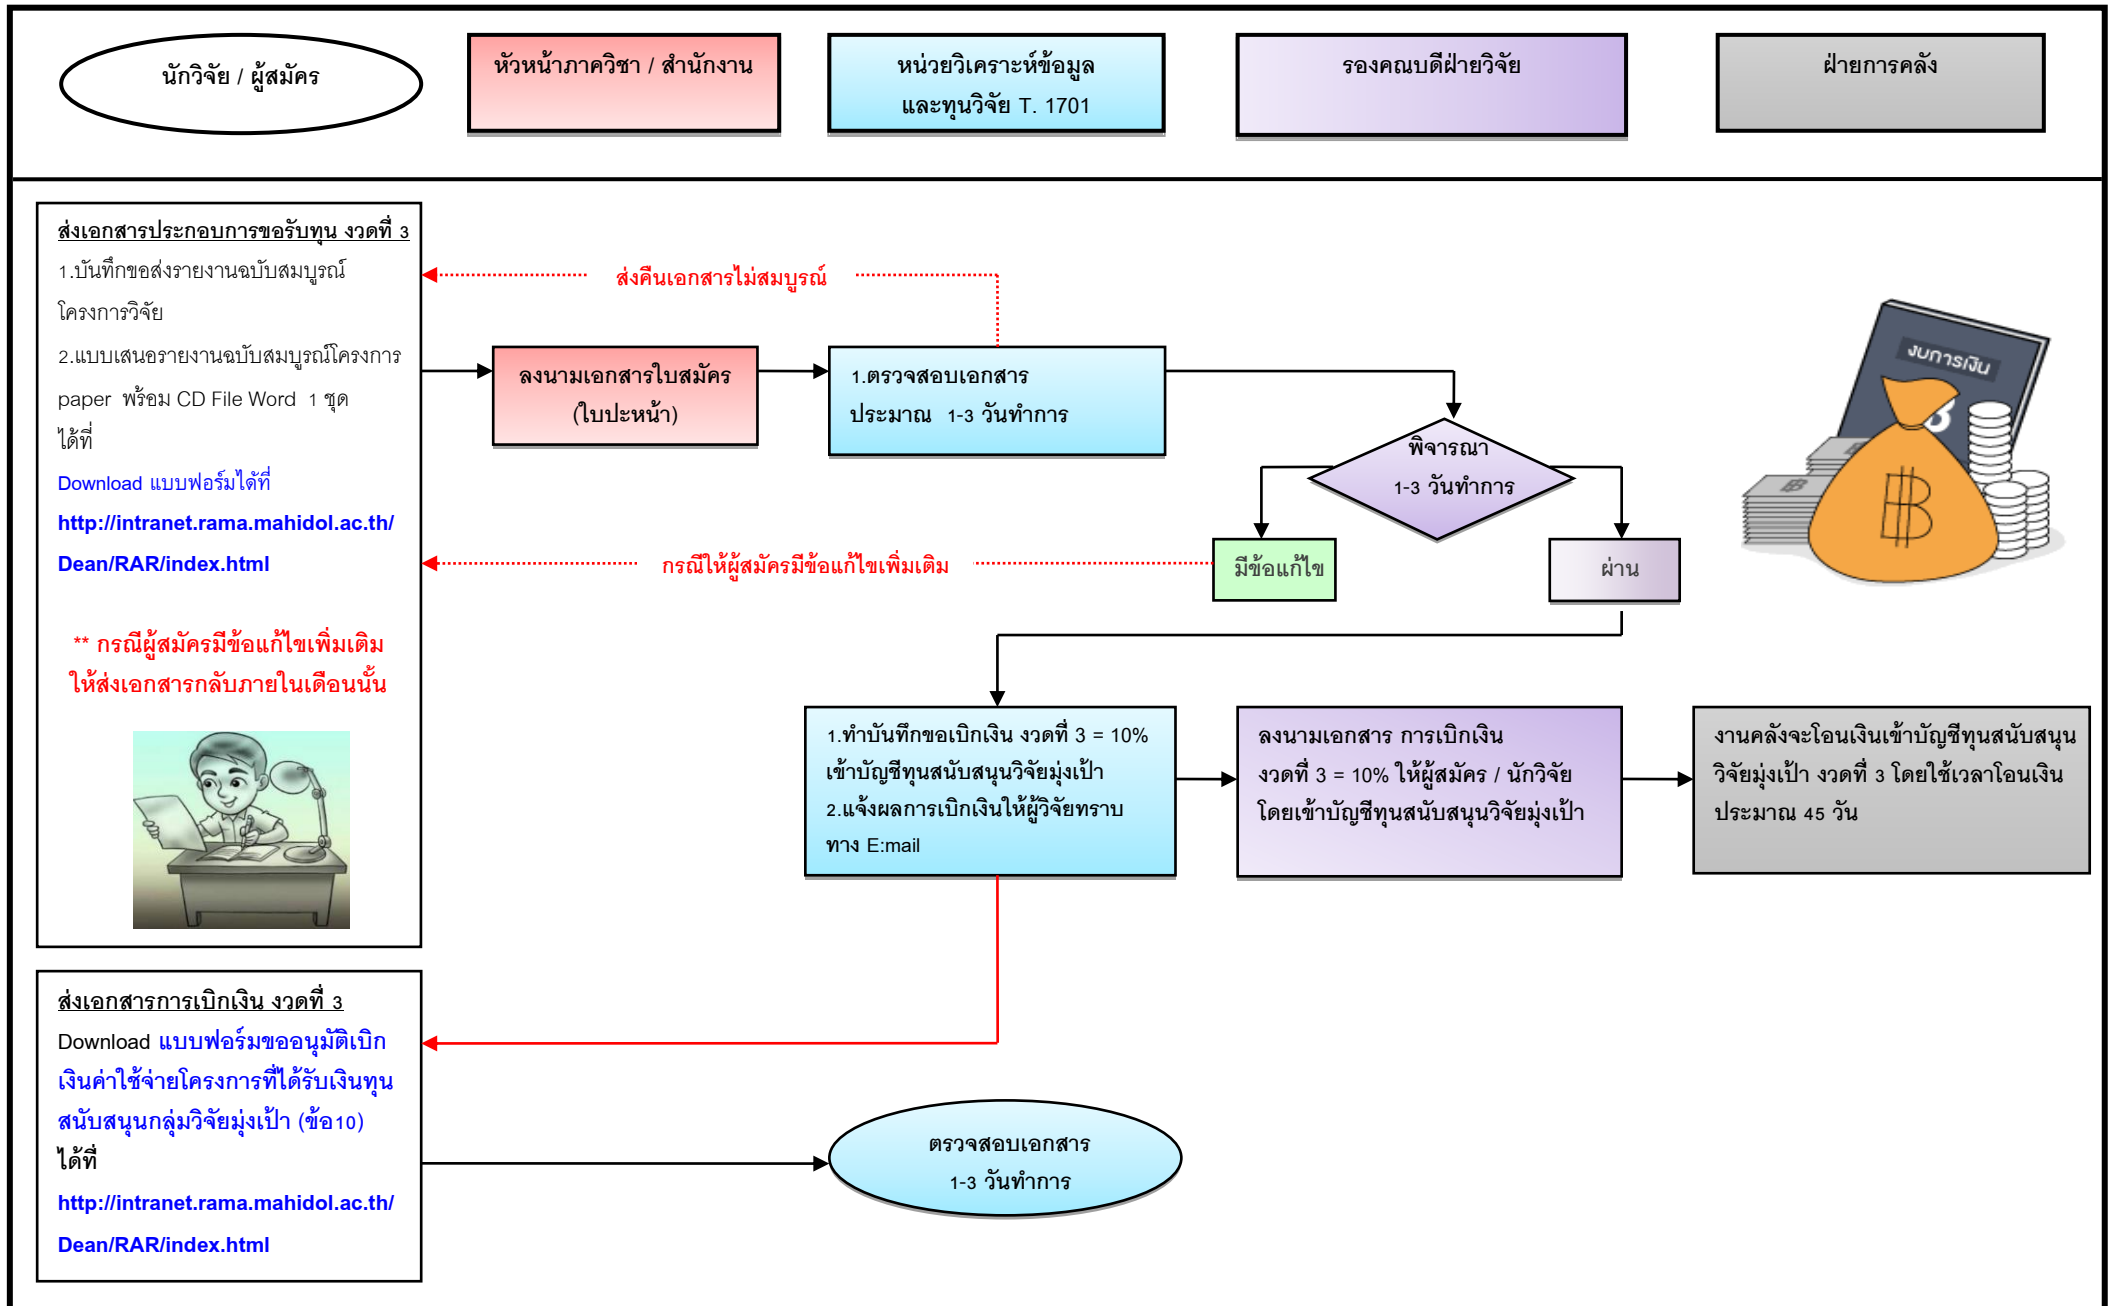 นักวิจัย / ผู้สมัคร
หัวหน้าภาควิชา / สำนักงาน
หน่วยวิเคราะห์ข้อมูล
และทุนวิจัย T. 1701
รองคณบดีฝ่ายวิจัย
ฝ่ายการคลัง
ส่งเอกสารประกอบการขอรับทุน งวดที่ 3
1.บันทึกขอส่งรายงานฉบับสมบูรณ์
โครงการวิจัย
2.แบบเสนอรายงานฉบับสมบูรณ์โครงการ
paper พร้อม CD File Word 1 ชุด
ได้ที่
Download แบบฟอร์มได้ที่
http://intranet.rama.mahidol.ac.th/
Dean/RAR/index.html
** กรณีผู้สมัครมีข้อแก้ไขเพิ่มเติม
ให้ส่งเอกสารกลับภายในเดือนนั้น
ส่งคืนเอกสารไม่สมบูรณ์
ลงนามเอกสารใบสมัคร
(ใบปะหน้า)
1.ตรวจสอบเอกสาร
ประมาณ 1-3 วันทำการ
พิจารณา
1-3 วันทำการ
งบการเงิน
กรณีให้ผู้สมัครมีข้อแก้ไขเพิ่มเติม
มีข้อแก้ไข
ผ่าน
1.ทำบันทึกขอเบิกเงิน งวดที่ 3 = 10%
เข้าบัญชีทุนสนับสนุนวิจัยมุ่งเป้า
2.แจ้งผลการเบิกเงินให้ผู้วิจัยทราบ
ทาง E:mail
ลงนามเอกสาร การเบิกเงิน
งวดที่ 3 = 10% ให้ผู้สมัคร / นักวิจัย
โดยเข้าบัญชีทุนสนับสนุนวิจัยมุ่งเป้า
งานคลังจะโอนเงินเข้าบัญชีทุนสนับสนุน
วิจัยมุ่งเป้า งวดที่ 3 โดยใช้เวลาโอนเงิน
ประมาณ 45 วัน
ส่งเอกสารการเบิกเงิน งวดที่ 3
Download แบบฟอร์มขออนุมัติเบิก
เงินค่าใช้จ่ายโครงการที่ได้รับเงินทุน
สนับสนุนกลุ่มวิจัยมุ่งเป้า (ข้อ10)
ได้ที่
http://intranet.rama.mahidol.ac.th/
Dean/RAR/index.html
ตรวจสอบเอกสาร
1-3 วันทำการ